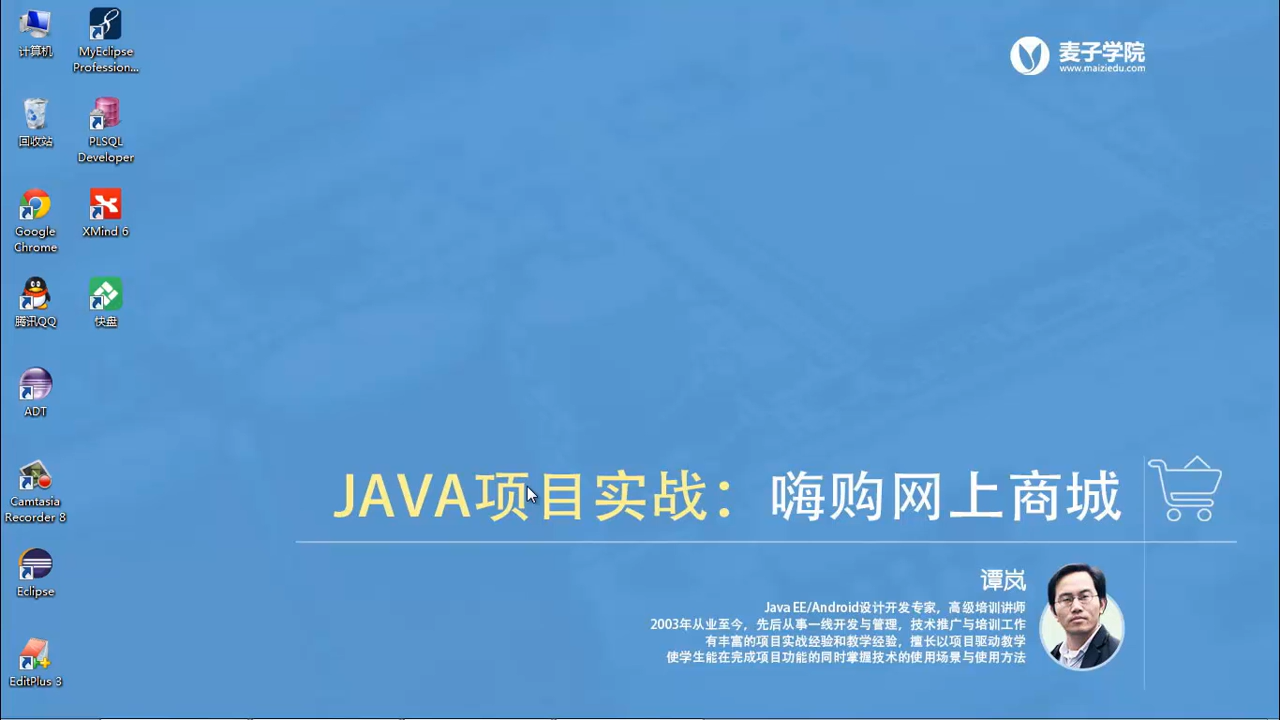 计算机
MyEclipse
Profession...
回收站
PLSQL
Developer
Google
Chrome
XMind 6
腾讯QQ
快盘
ADT
Camtasia
Recorder 8
Eclipse
EditPlus 3
麦子学院
www.maiziedu.com
JAVA项目实战：嗨购网上商城
谭岚
Java EE/Android设计开发专家，高级培训讲师
2003年从业至今，先后从事一线开发与管理，技术推广与培训工作
有丰富的项目实战经验和教学经验，擅长以项目驱动教学
使学生能在完成项目功能的同时掌握技术的使用场景与使用方法